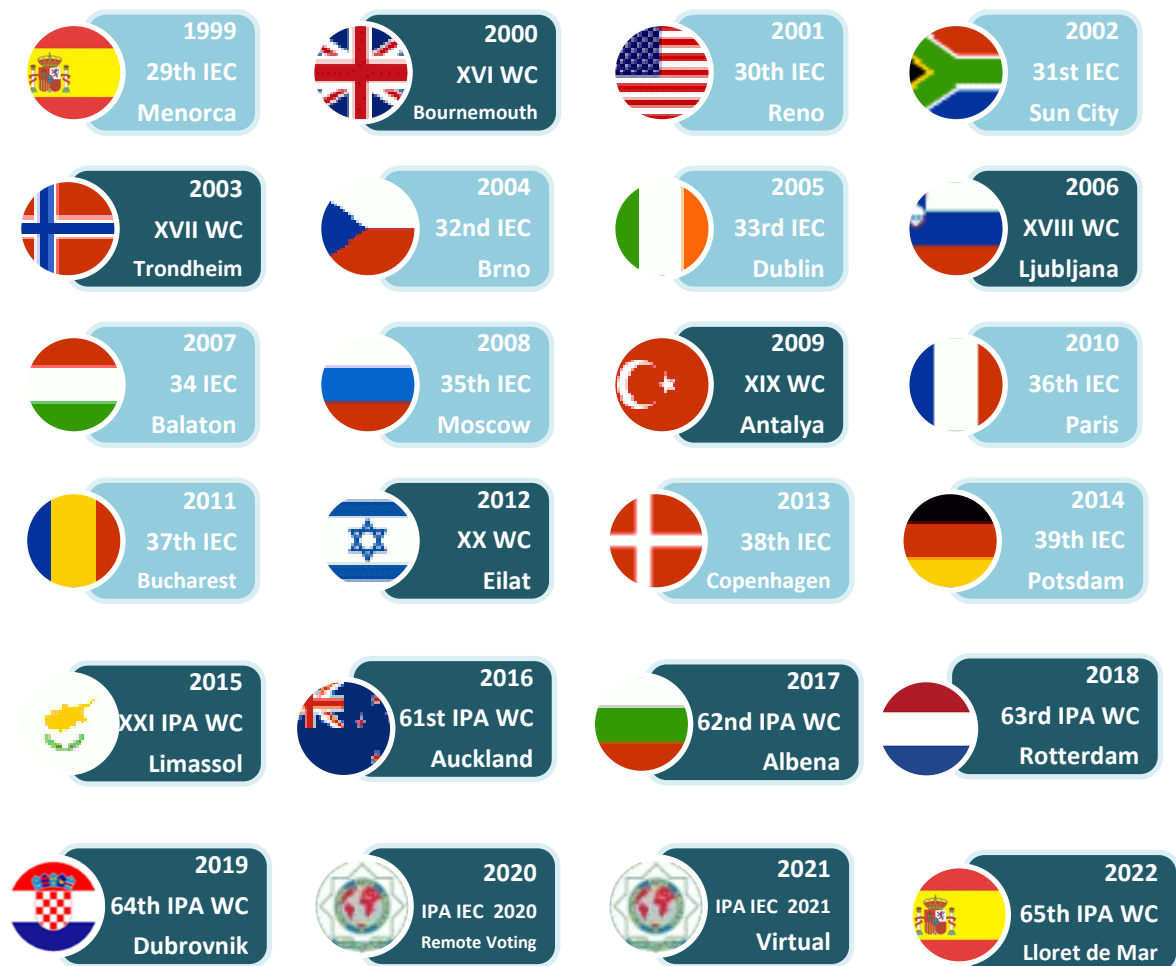 1999
29th IEC
Menorca
2000
XVI WC
Bournemouth
2001
30th IEC
Reno
2002
31st IEC
Sun City
2003
XVII WC
Trondheim
2004
32nd IEC
Brno
2005
33rd IEC
Dublin
2006
XVIII WC
Ljubljana
2007
34 IEC
Balaton
2008
35th IEC
Moscow
2009
XIX WC
Antalya
2010
36th IEC
Paris
2011
37th IEC
Bucharest
2012
XX WC
Eilat
2013
38th IEC
Copenhagen
2014
39th IEC
Potsdam
2015
XXI IPA WC
Limassol
2016
61st IPA WC
Auckland
2017
62nd IPA WC
Albena
2018
63rd IPA WC
Rotterdam
2019
64th IPA WC
Dubrovnik
2020
IPA IEC 2020
Remote Voting
2021
IPA IEC 2021
Virtual
2022
65th IPA WC
Lloret de Mar